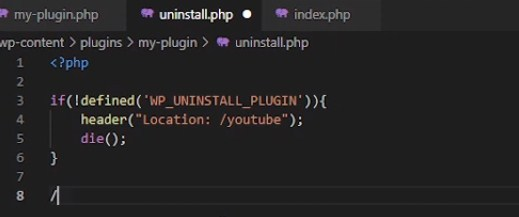 my-plugin.php uninstall.php index.php
wp-content > plugins > my-plugin > uninstall.php
1 <?php
2
3 if(!defined('WP_UNINSTALL_PLUGIN')){
4 header("Location: /youtube");
5 die();
6 }
7
8 /